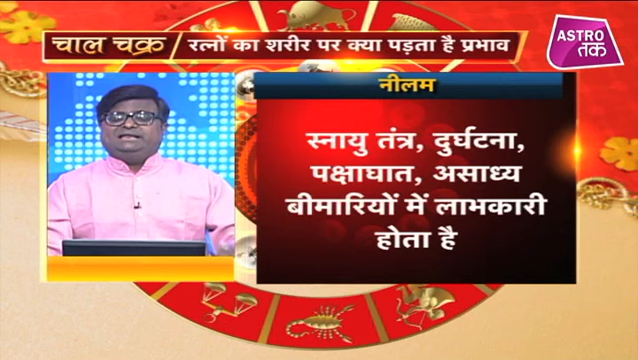 चाल चक्र
रत्नों का शरीर पर क्या पड़ता है प्रभाव
ASTRO
तक
नीलम
स्नायु तंत्र, दुर्घटना,
पक्षाघात, असाध्य
बीमारियों में लाभकारी
होता है